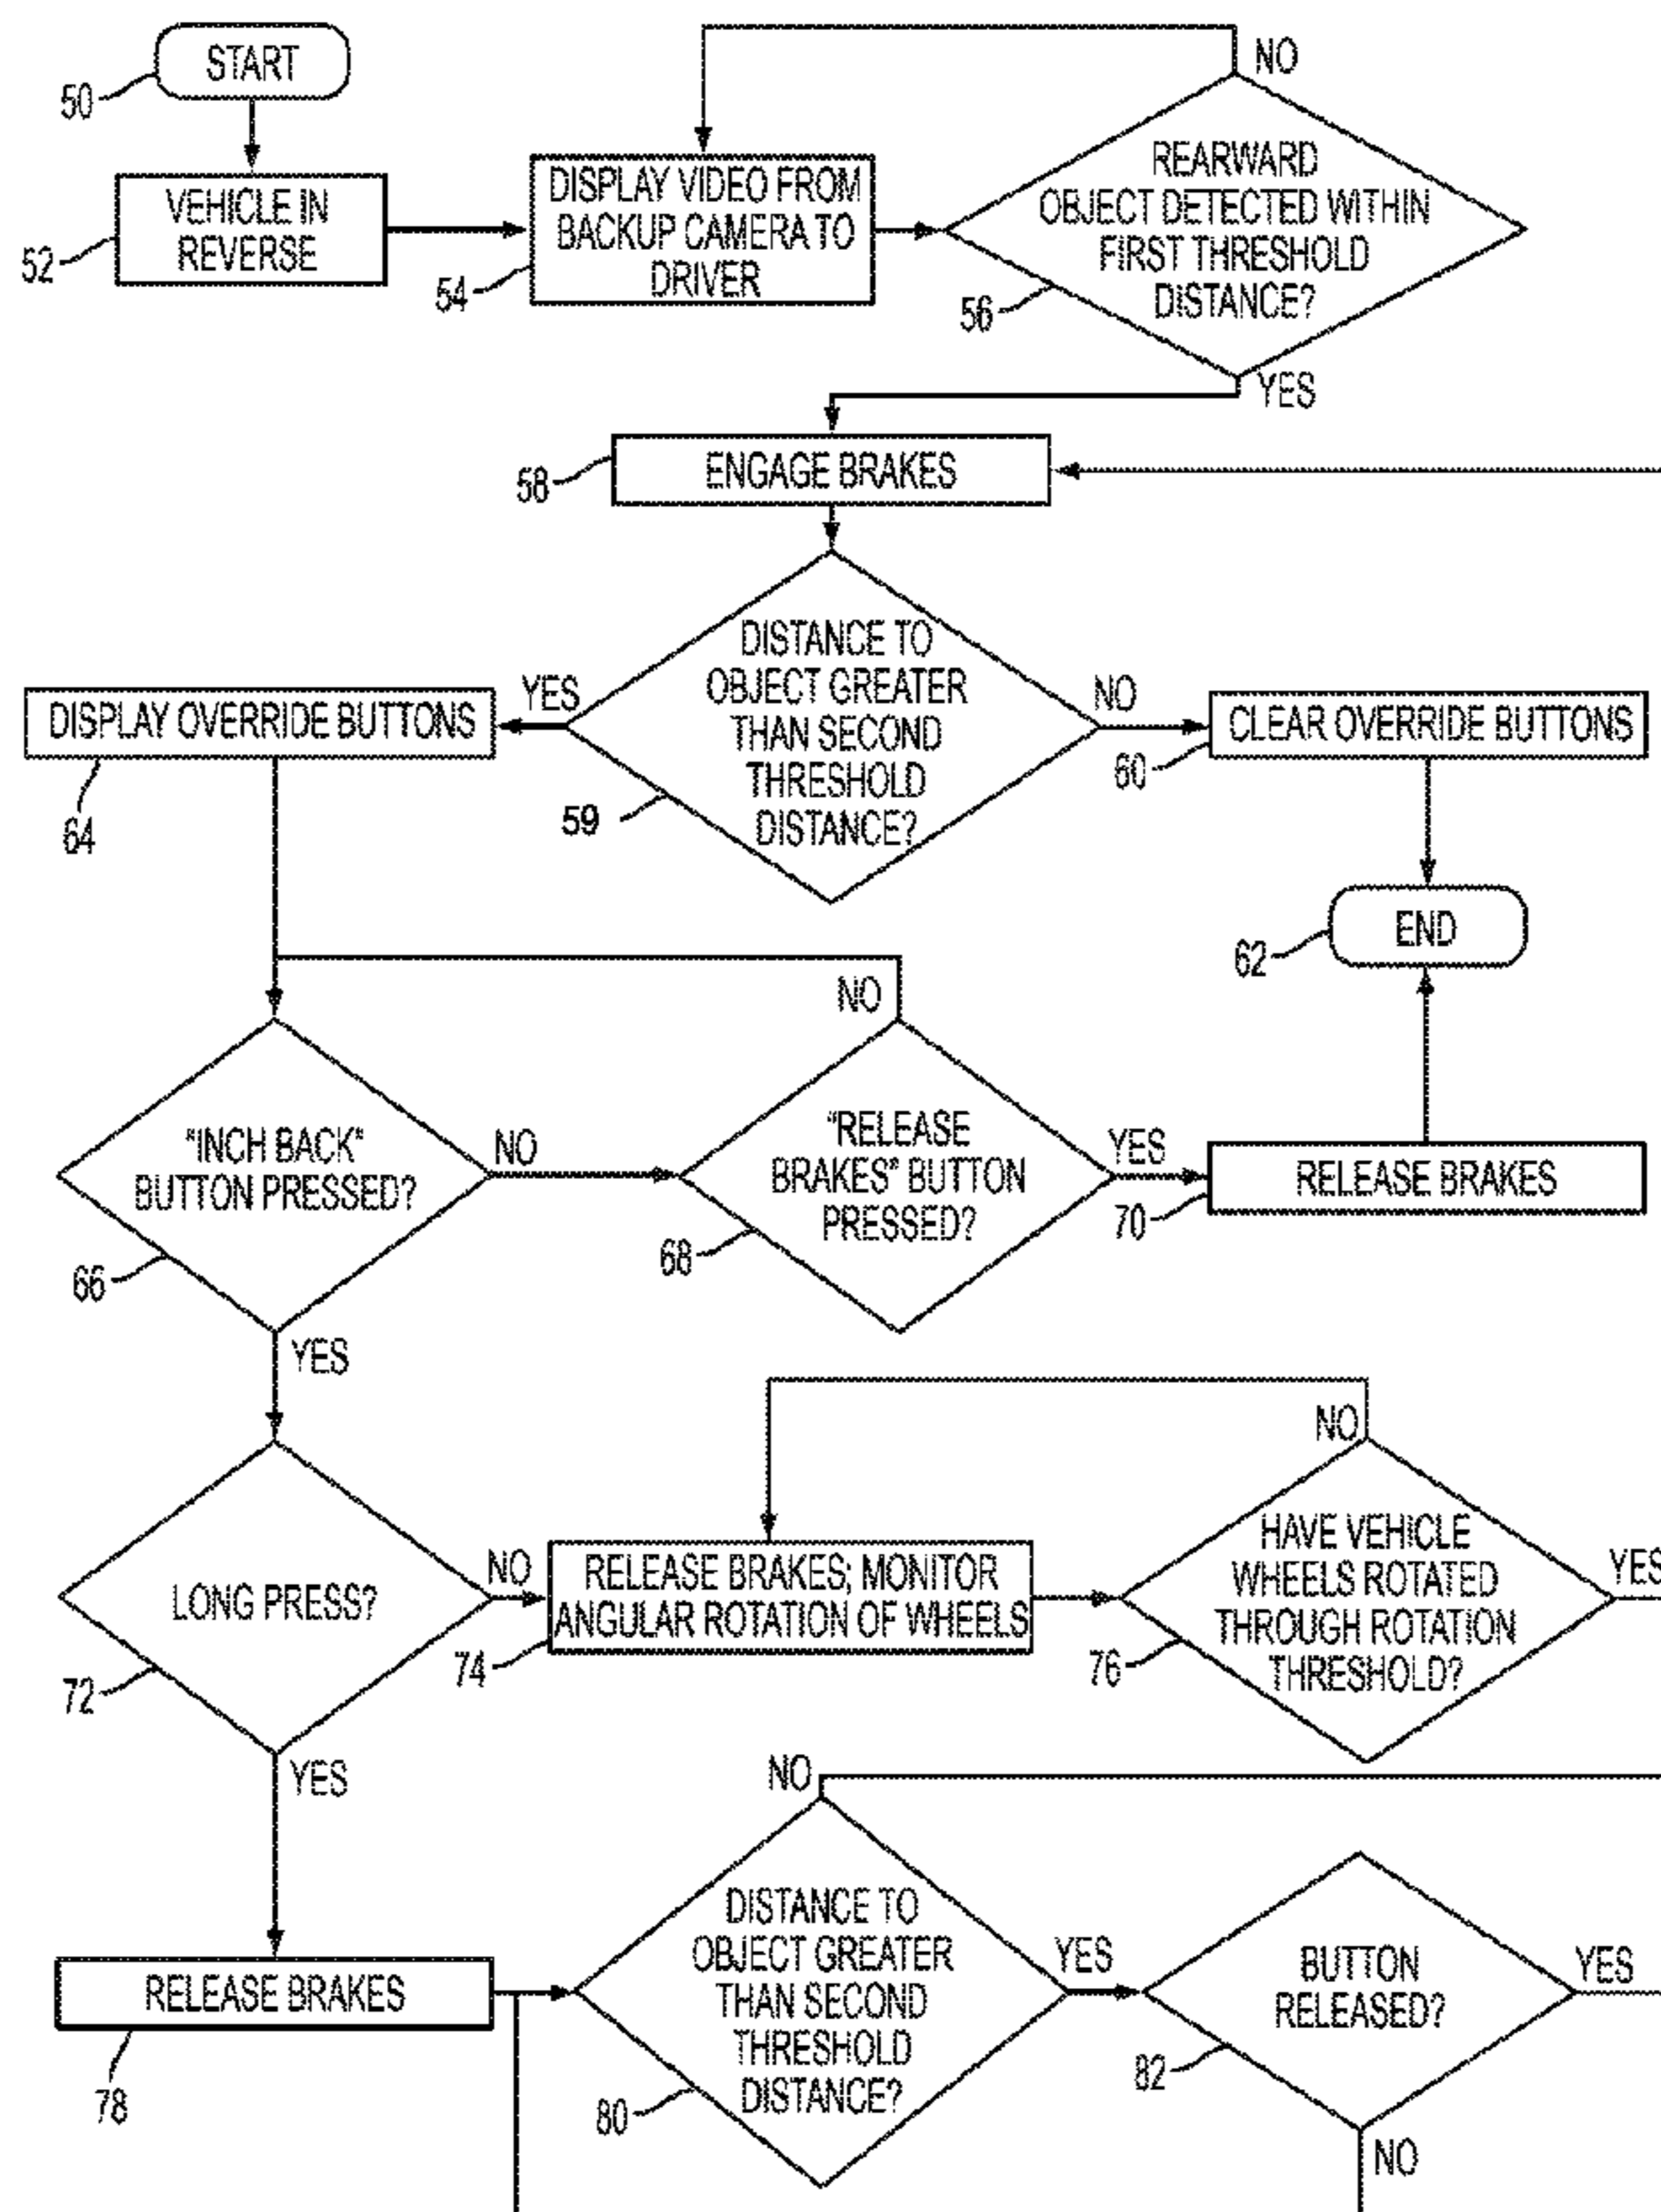 START
50
VEHICLE IN
REVERSE
52
DISPLAY VIDEO FROM
BACKUP CAMERA TO
DRIVER
54
NO
REARWARD
OBJECT DETECTED WITHIN
FIRST THRESHOLD
DISTANCE?
56
YES
ENGAGE BRAKES
58
DISTANCE TO
OBJECT GREATER
THAN SECOND
THRESHOLD
DISTANCE?
59
YES
DISPLAY OVERRIDE BUTTONS
64
NO
CLEAR OVERRIDE BUTTONS
60
END
62
"INCH BACK"
BUTTON PRESSED?
66
NO
NO
"RELEASE
BRAKES" BUTTON
PRESSED?
68
YES
RELEASE BRAKES
70
YES
LONG PRESS?
72
NO
RELEASE BRAKES; MONITOR
ANGULAR ROTATION OF WHEELS
74
NO
HAVE VEHICLE
WHEELS ROTATED
THROUGH ROTATION
THRESHOLD?
76
YES
YES
RELEASE BRAKES
78
NO
DISTANCE TO
OBJECT GREATER
THAN SECOND
THRESHOLD
DISTANCE?
80
YES
BUTTON
RELEASED?
82
YES
NO